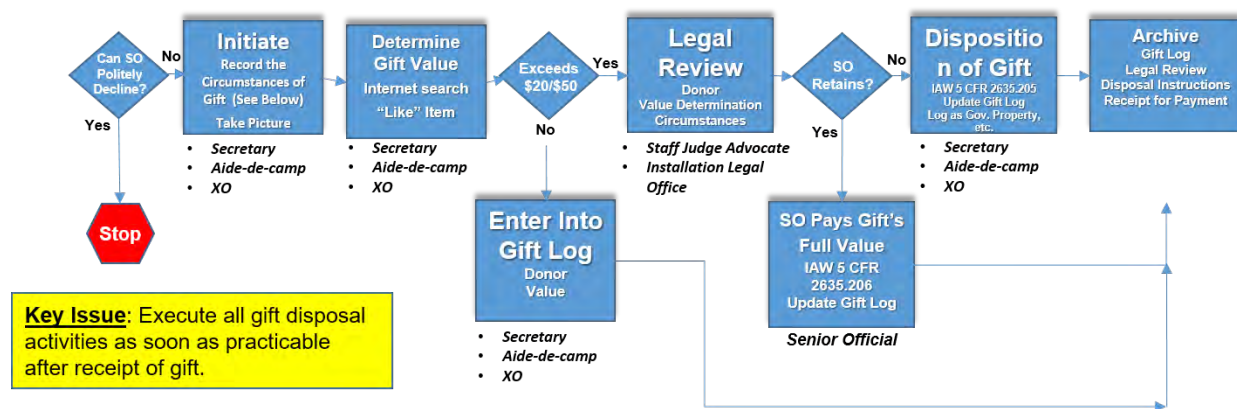 Can SO
Politely
Decline?
No
Yes
Stop
Initiate
Record the
Circumstances of
Gift (See Below)
Take Picture
• Secretary
• Aide-de-camp
• XO
Determine
Gift Value
Internet search
“Like” Item
• Secretary
• Aide-de-camp
• XO
Exceeds
$20/$50
Yes
No
Enter Into
Gift Log
Donor
Value
• Secretary
• Aide-de-camp
• XO
Legal
Review
Donor
Value Determination
Circumstances
• Staff Judge Advocate
• Installation Legal
Office
SO
Retains?
No
Yes
SO Pays Gift's
Full Value
IAW 5 CFR
2635.206
Update Gift Log
Senior Official
Dispositio
n of Gift
IAW 5 CFR 2635.205
Update Gift Log
Log as Gov. Property,
etc.
• Secretary
• Aide-de-camp
• XO
Archive
Gift Log
Legal Review
Disposal Instructions
Receipt for Payment
Key Issue: Execute all gift disposal
activities as soon as practicable
after receipt of gift.